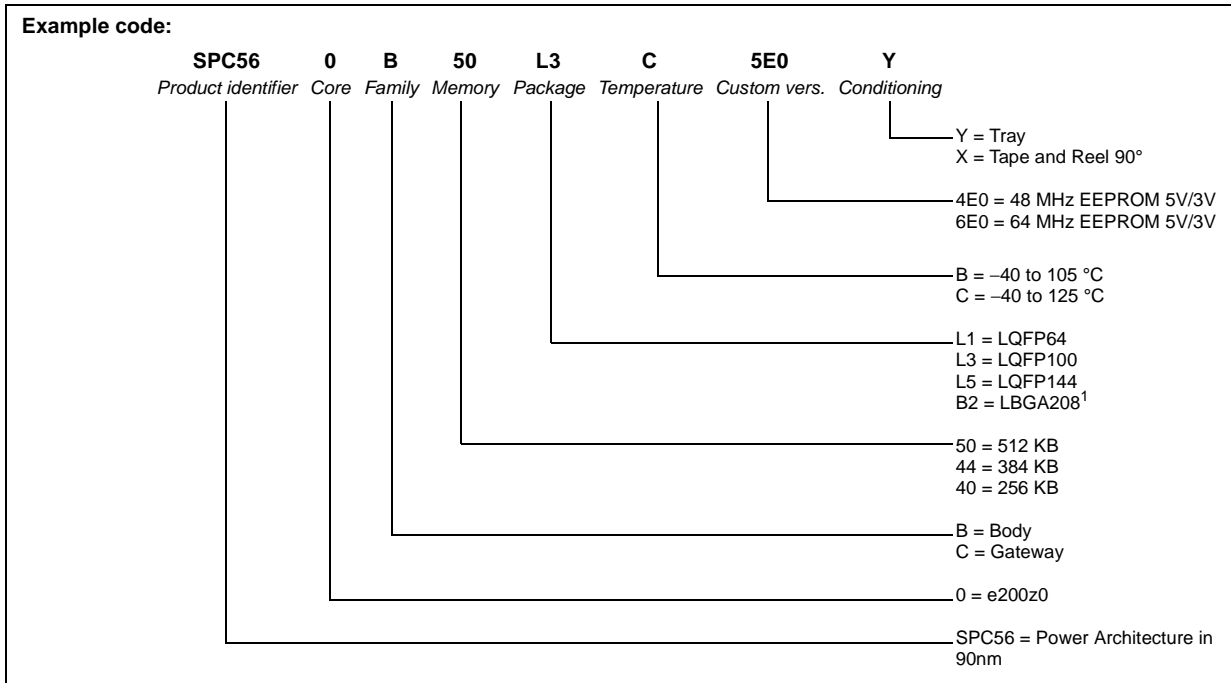 Example code:
SPC56 0 B 50 L3 C 5E0 Y
Product identifier Core Family Memory Package Temperature Custom vers. Conditioning
Y = Tray
X = Tape and Reel 90°
4E0 = 48 MHz EEPROM 5V/3V
6E0 = 64 MHz EEPROM 5V/3V
B = −40 to 105 °C
C = −40 to 125 °C
L1 = LQFP64
L3 = LQFP100
L5 = LQFP144
B2 = LBGA208¹
50 = 512 KB
44 = 384 KB
40 = 256 KB
B = Body
C = Gateway
0 = e200z0
SPC56 = Power Architecture in
90nm